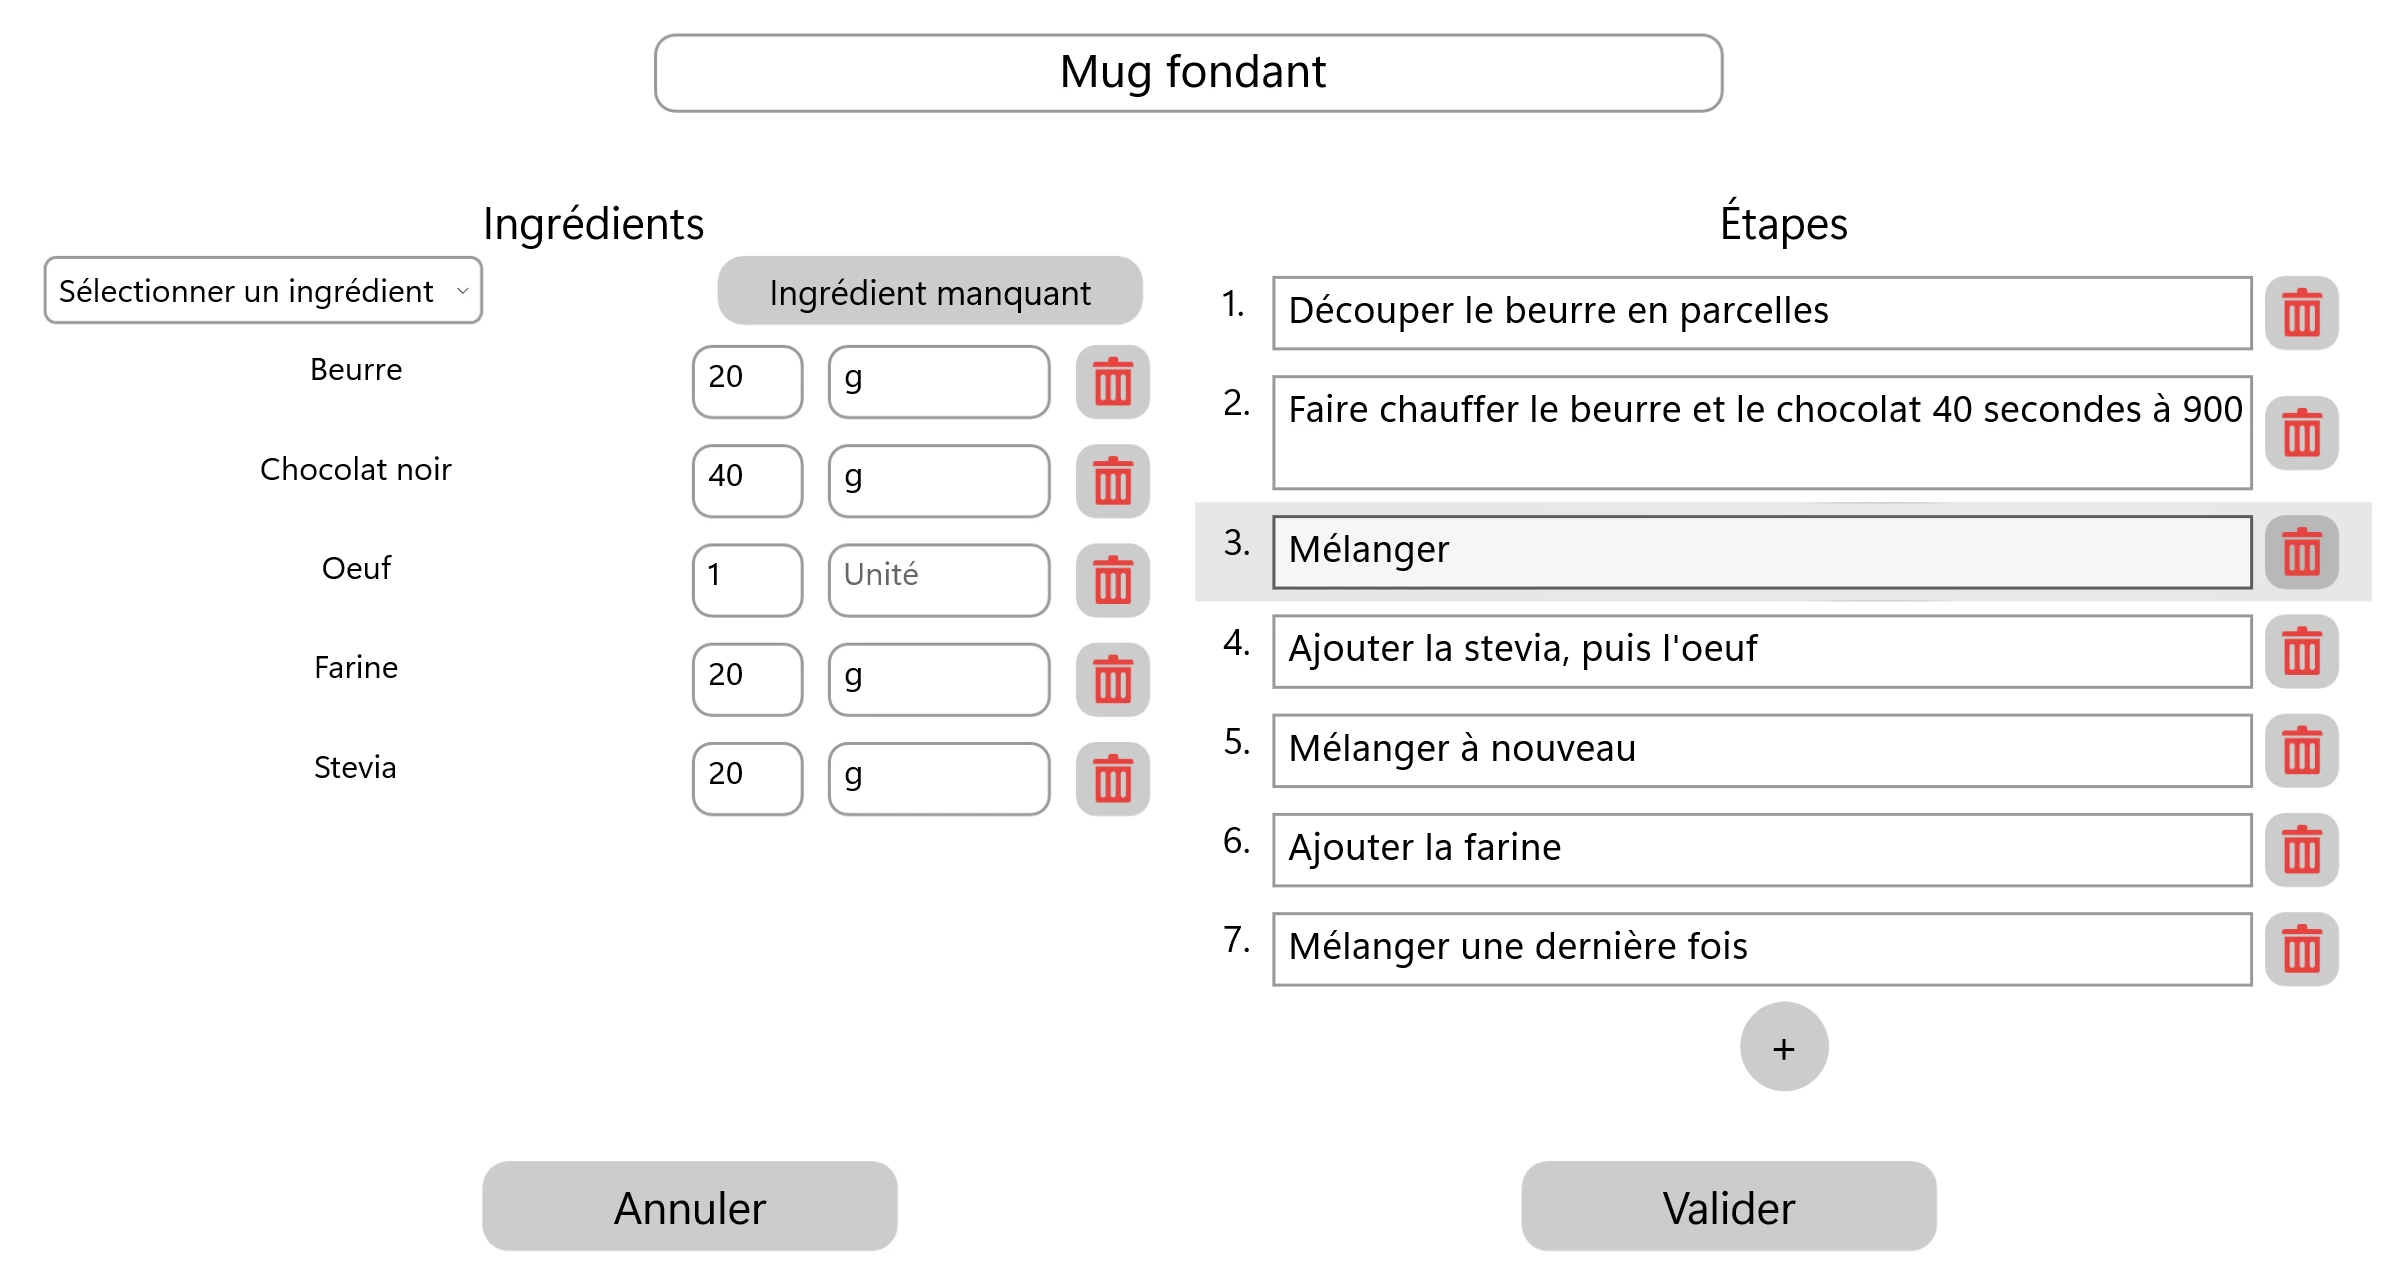 Mug fondant
Ingrédients
Sélectionner un ingrédient
Ingrédient manquant
Beurre 20 g
Chocolat noir 40 g
Oeuf 1 Unité
Farine 20 g
Stevia 20 g
Étapes
1. Découper le beurre en parcelles
2. Faire chauffer le beurre et le chocolat 40 secondes à 900
3. Mélanger
4. Ajouter la stevia, puis l'oeuf
5. Mélanger à nouveau
6. Ajouter la farine
7. Mélanger une dernière fois
+
Annuler
Valider